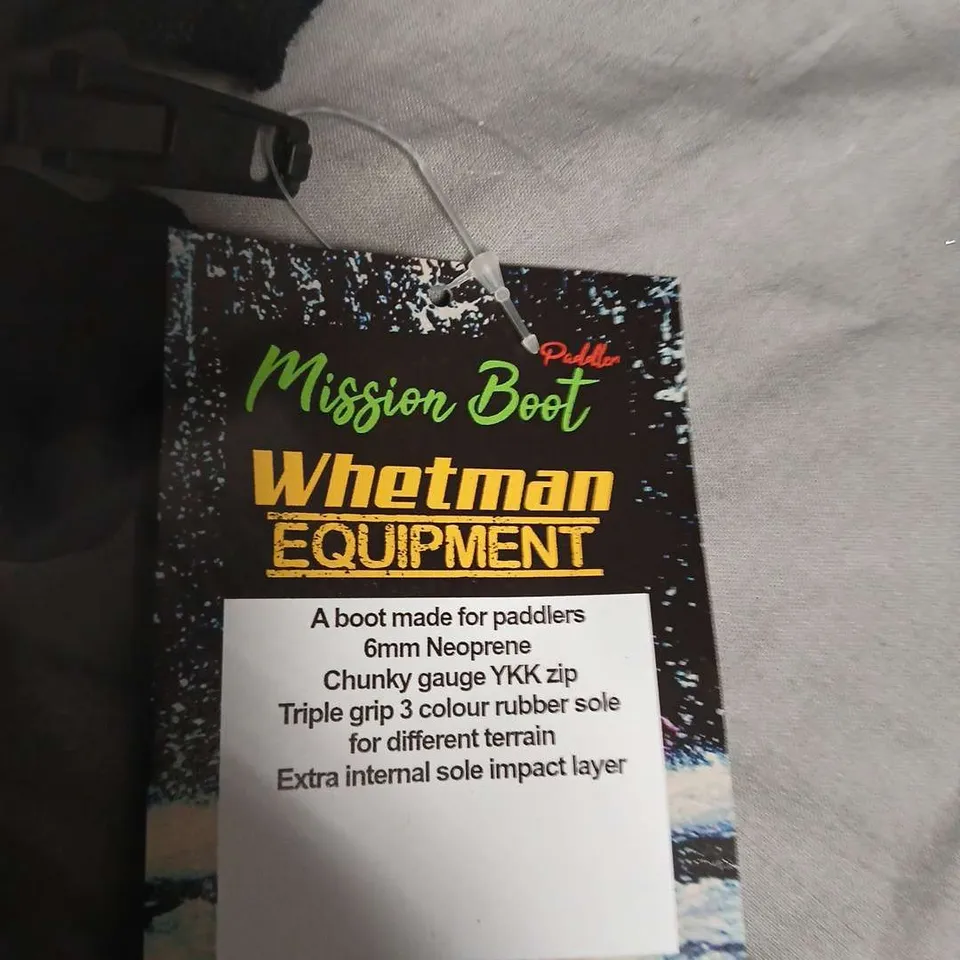 Paddler
Mission Boot
Whetman
EQUIPMENT
A boot made for paddlers
6mm Neoprene
Chunky gauge YKK zip
Triple grip 3 colour rubber sole
for different terrain
Extra internal sole impact layer